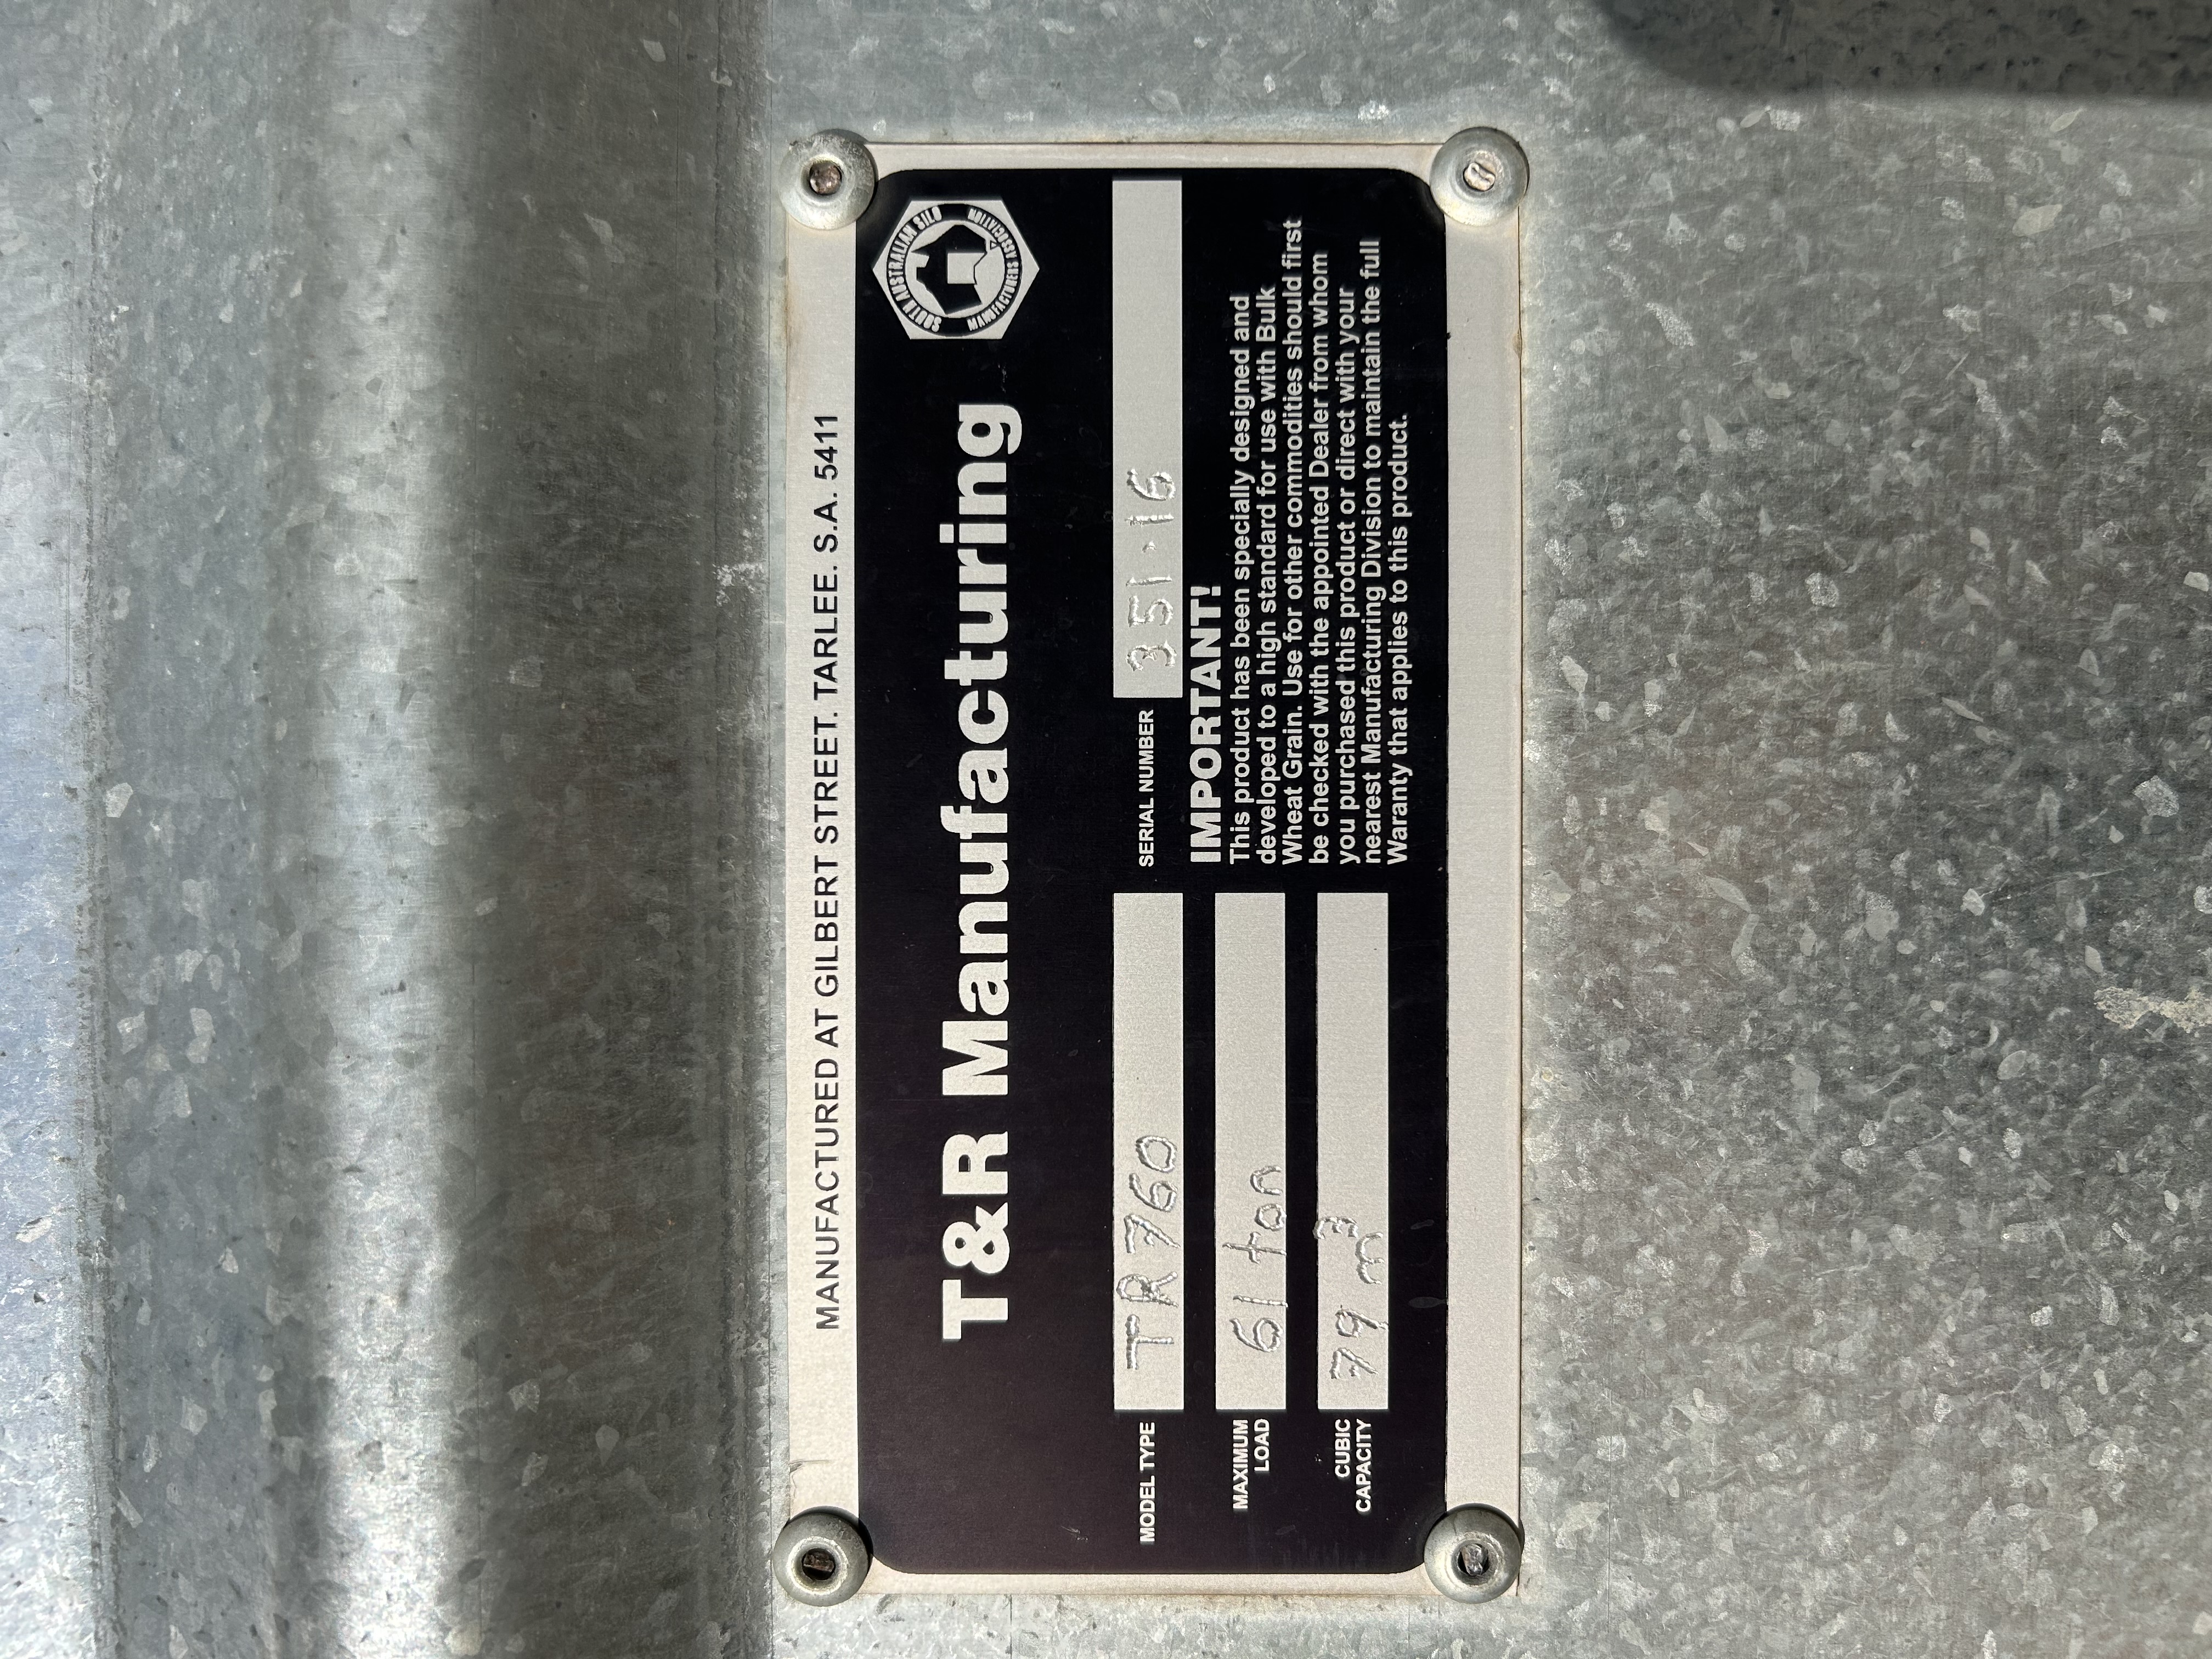 MANUFACTURED AT GILBERT STREET. TARLEE. S.A. 5411
T&R Manufacturing
SOUTH AUSTRALIAN SILO
MANUFACTURERS ASSOCIATION
MODEL TYPE TR760
SERIAL NUMBER 351·16
MAXIMUM
LOAD
61 ton
CUBIC
CAPACITY
79 m³
IMPORTANT!
This product has been specially designed and
developed to a high standard for use with Bulk
Wheat Grain. Use for other commodities should first
be checked with the appointed Dealer from whom
you purchased this product or direct with your
nearest Manufacturing Division to maintain the full
Waranty that applies to this product.